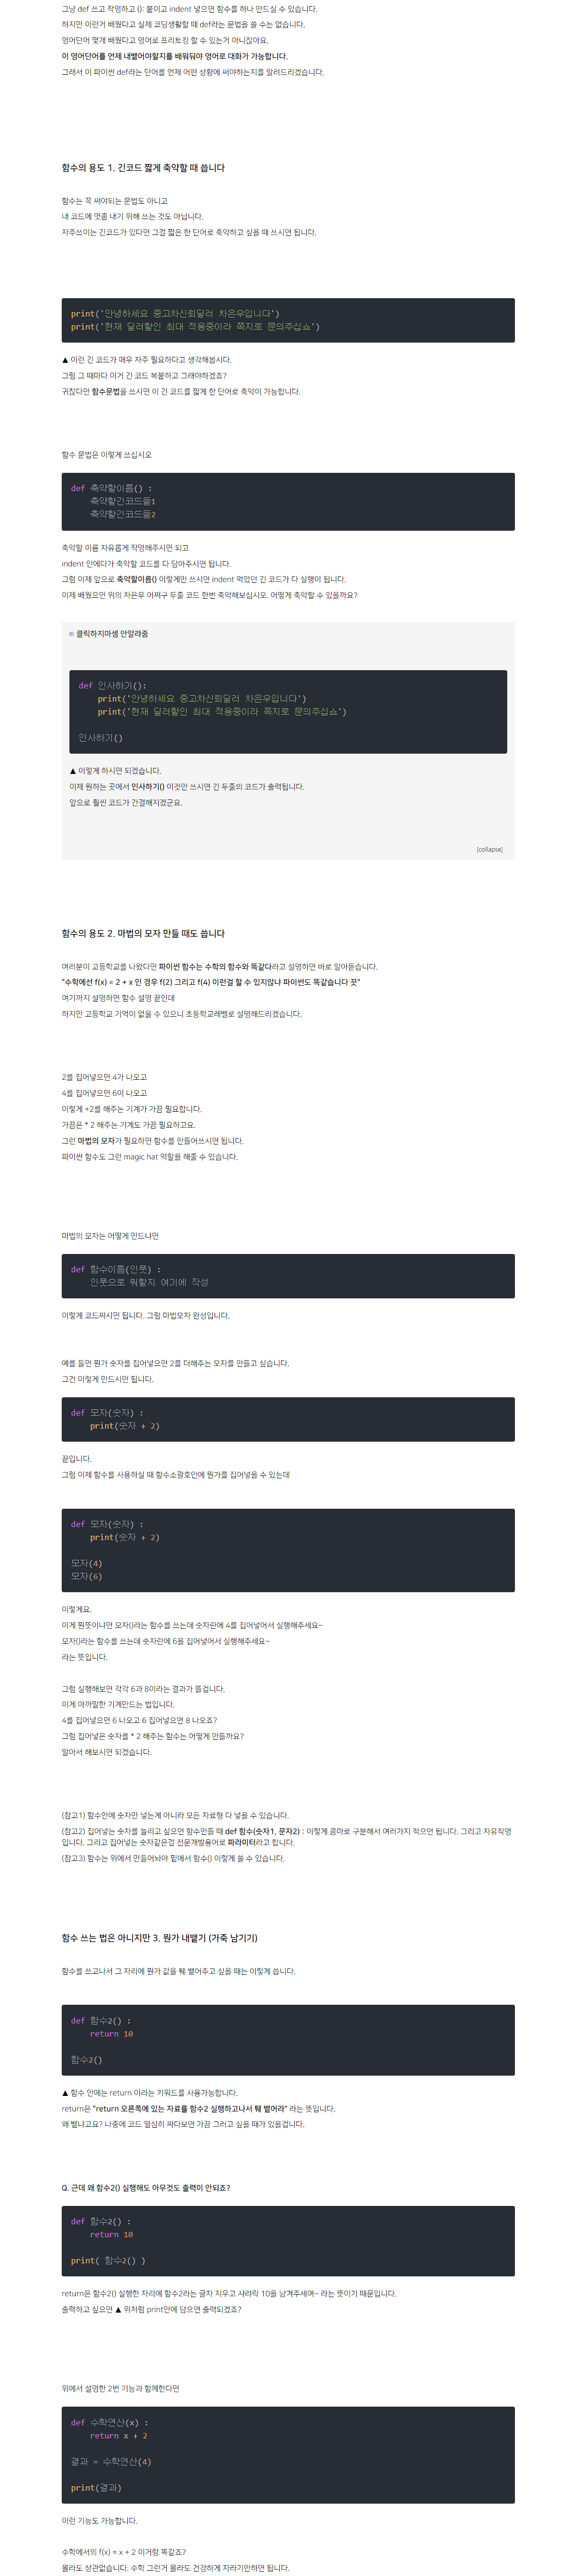 그냥 def 쓰고 작명하고 (): 붙이고 indent 넣으면 함수를 하나 만드실 수 있습니다.
하지만 이런거 배웠다고 실제 코딩생활할 때 def라는 문법을 쓸 수는 없습니다.
영어단어 몇개 배웠다고 영어로 프리토킹 할 수 있는거 아니잖아요.
이 영어단어를 언제 내뱉어야할지를 배워둬야 영어로 대화가 가능합니다.
그래서 이 파이썬 def라는 단어를 언제 어떤 상황에 써야하는지를 알려드리겠습니다.
함수의 용도 1. 긴코드 짧게 축약할 때 씁니다
함수는 꼭 써야되는 문법도 아니고
내 코드에 멋좀 내기 위해 쓰는 것도 아닙니다.
자주쓰이는 긴코드가 있다면 그걸 짧은 한 단어로 축약하고 싶을 때 쓰시면 됩니다.
print('안녕하세요 중고차신뢰딜러 차은우입니다')
print('현재 달러할인 최대 적용중이라 쪽지로 문의주십쇼')
▲ 이런 긴 코드가 매우 자주 필요하다고 생각해봅시다.
그럼 그 때마다 이거 긴 코드 복붙하고 그래야하겠죠?
귀찮다면 함수문법을 쓰시면 이 긴 코드를 짧게 한 단어로 축약이 가능합니다.
함수 문법은 이렇게 쓰십시오
def 축약할이름() :
    축약할긴코드들1
    축약할긴코드들2
축약할 이름 자유롭게 작명해주시면 되고
indent 안에다가 축약할 코드를 다 담아주시면 됩니다.
그럼 이제 앞으로 축약할이름() 이렇게만 쓰시면 indent 먹었던 긴 코드가 다 실행이 됩니다.
이제 배웠으면 위의 차은우 어쩌구 두줄 코드 한번 축약해보십시오. 어떻게 축약할 수 있을까요?
클릭하지마셈 안알랴줌
def 인사하기():
    print('안녕하세요 중고차신뢰딜러 차은우입니다')
    print('현재 달러할인 최대 적용중이라 쪽지로 문의주십쇼')
인사하기()
▲ 이렇게 하시면 되겠습니다.
이제 원하는 곳에서 인사하기() 이것만 쓰시면 긴 두줄의 코드가 출력됩니다.
앞으로 훨씬 코드가 간결해지겠군요.
[collapse]
함수의 용도 2. 마법의 모자 만들 때도 씁니다
여러분이 고등학교를 나왔다면 파이썬 함수는 수학의 함수와 똑같다라고 설명하면 바로 알아듣습니다.
"수학에선 f(x) = 2 + x 인 경우 f(2) 그리고 f(4) 이런걸 할 수 있지않냐 파이썬도 똑같습니다 끗"
여기까지 설명하면 함수 설명 끝인데
하지만 고등학교 기억이 없을 수 있으니 초등학교레벨로 설명해드리겠습니다.
2를 집어넣으면 4가 나오고
4를 집어넣으면 6이 나오고
이렇게 +2를 해주는 기계가 가끔 필요합니다.
가끔은 * 2 해주는 기계도 가끔 필요하고요.
그런 마법의 모자가 필요하면 함수를 만들어쓰시면 됩니다.
파이썬 함수도 그런 magic hat 역할을 해줄 수 있습니다.
마법의 모자는 어떻게 만드냐면
def 함수이름(인풋) :
    인풋으로 뭐할지 여기에 작성
이렇게 코드짜시면 됩니다. 그럼 마법모자 완성입니다.
예를 들면 뭔가 숫자를 집어넣으면 2를 더해주는 모자를 만들고 싶습니다.
그건 이렇게 만드시면 됩니다.
def 모자(숫자) :
    print(숫자 + 2)
끝입니다.
그럼 이제 함수를 사용하실 때 함수소괄호안에 뭔가를 집어넣을 수 있는데
def 모자(숫자) :
    print(숫자 + 2)
모자(4)
모자(6)
이렇게요.
이게 뭔뜻이냐면 모자()라는 함수를 쓰는데 숫자란에 4를 집어넣어서 실행해주세요~
모자()라는 함수를 쓰는데 숫자란에 6을 집어넣어서 실행해주세요~
라는 뜻입니다.
그럼 실행해보면 각각 6과 8이라는 결과가 뜰겁니다.
이게 아까말한 기계만드는 법입니다.
4를 집어넣으면 6 나오고 6 집어넣으면 8 나오죠?
그럼 집어넣은 숫자를 * 2 해주는 함수는 어떻게 만들까요?
알아서 해보시면 되겠습니다.
(참고1) 함수안에 숫자만 넣는게 아니라 모든 자료형 다 넣을 수 있습니다.
(참고2) 집어넣는 숫자를 늘리고 싶으면 함수만들 때 def 함수(숫자1, 문자2) : 이렇게 콤마로 구분해서 여러가지 적으면 됩니다. 그리고 자유작명
입니다. 그리고 집어넣는 숫자같은걸 전문개발용어로 파라미터라고 합니다.
(참고3) 함수는 위에서 만들어놔야 밑에서 함수() 이렇게 쓸 수 있습니다.
함수 쓰는 법은 아니지만 3. 뭔가 내뱉기 (가죽 남기기)
함수를 쓰고나서 그 자리에 뭔가 값을 퉤 뱉어주고 싶을 때는 이렇게 씁니다.
def 함수2() :
    return 10
함수2()
▲ 함수 안에는 return 이라는 키워드를 사용가능합니다.
return은 "return 오른쪽에 있는 자료를 함수2 실행하고나서 퉤 뱉어라" 라는 뜻입니다.
왜 뱉냐고요? 나중에 코드 열심히 짜다보면 가끔 그러고 싶을 때가 있을겁니다.
Q. 근데 왜 함수2() 실행해도 아무것도 출력이 안되죠?
def 함수2() :
    return 10
print( 함수2() )
return은 함수2() 실행한 자리에 함수2라는 글자 지우고 샤라락 10을 남겨주세여~ 라는 뜻이기 때문입니다.
출력하고 싶으면 ▲ 위처럼 print안에 담으면 출력되겠죠?
위에서 설명한 2번 기능과 함께한다면
def 수학연산(x) :
    return x + 2
결과 = 수학연산(4)
print(결과)
이런 기능도 가능합니다.
수학에서의 f(x) = x + 2 이거랑 똑같죠?
몰라도 상관없습니다. 수학 그런거 몰라도 건강하게 자라기만하면 됩니다.